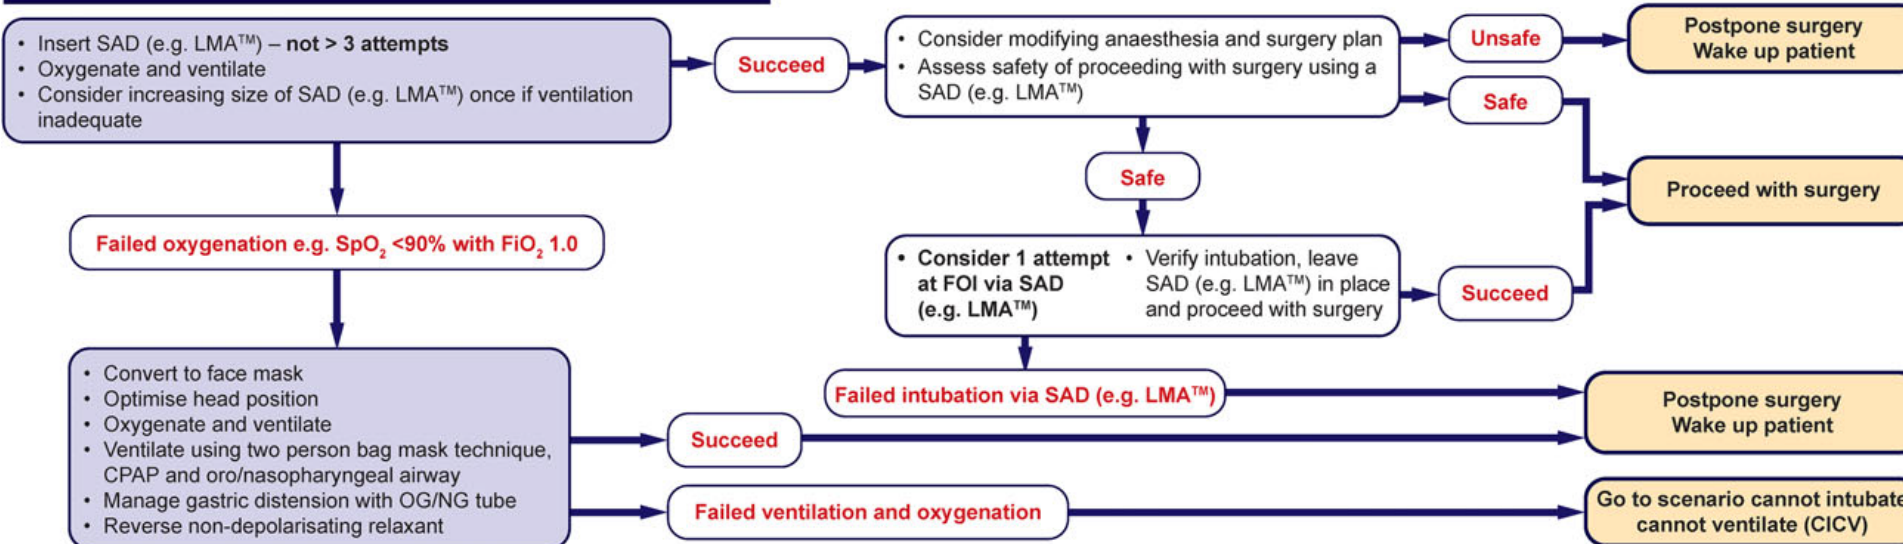 • Insert SAD (e.g. LMA™) – not > 3 attempts
• Oxygenate and ventilate
• Consider increasing size of SAD (e.g. LMA™) once if ventilation
inadequate
Succeed
• Consider modifying anaesthesia and surgery plan
• Assess safety of proceeding with surgery using a
SAD (e.g. LMA™)
Unsafe
Postpone surgery
Wake up patient
Safe
Proceed with surgery
Safe
Failed oxygenation e.g. SpO₂ <90% with FiO₂ 1.0
• Consider 1 attempt
at FOI via SAD
(e.g. LMA™)
• Verify intubation, leave
SAD (e.g. LMA™) in place
and proceed with surgery
Succeed
Failed intubation via SAD (e.g. LMA™)
Postpone surgery
Wake up patient
• Convert to face mask
• Optimise head position
• Oxygenate and ventilate
• Ventilate using two person bag mask technique,
CPAP and oro/nasopharyngeal airway
• Manage gastric distension with OG/NG tube
• Reverse non-depolarising relaxant
Succeed
Failed ventilation and oxygenation
Go to scenario cannot intubate
cannot ventilate (CICV)